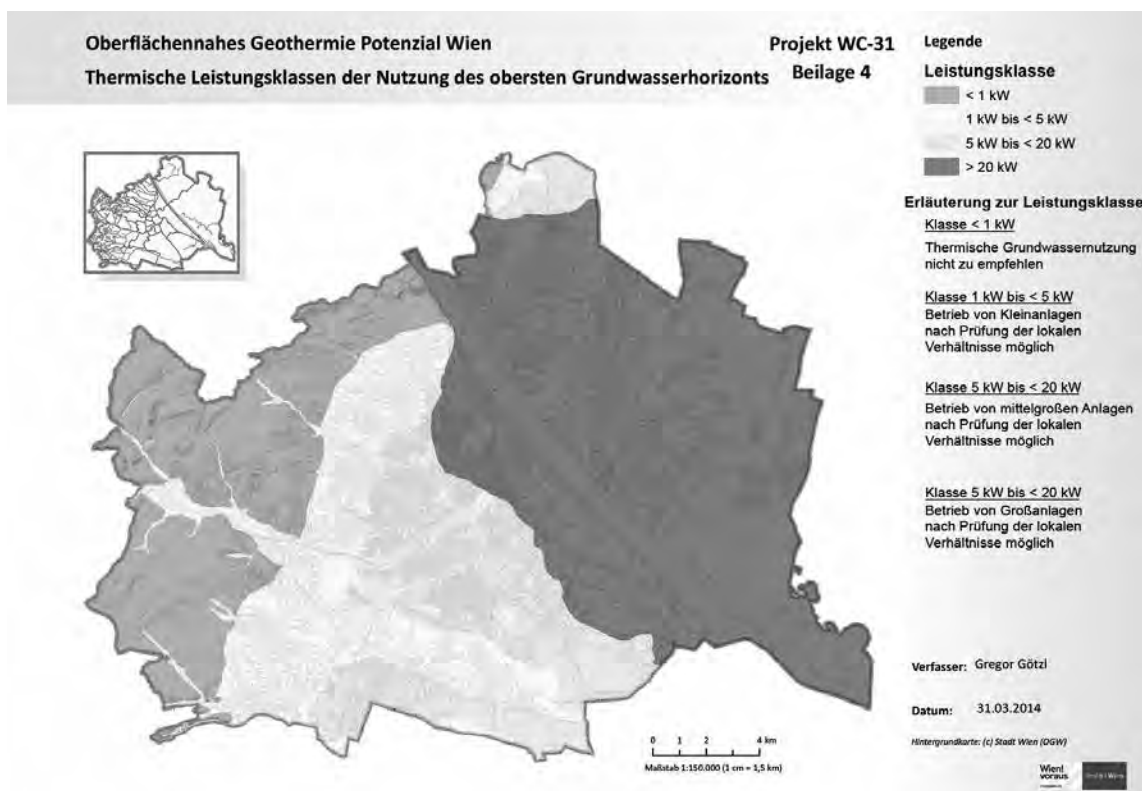 Oberflächennahes Geothermie Potenzial Wien
Thermische Leistungsklassen der Nutzung des obersten Grundwasserhorizonts
Projekt WC-31
Beilage 4
Legende
Leistungsklasse
< 1 kW
1 kW bis < 5 kW
5 kW bis < 20 kW
> 20 kW
Erläuterung zur Leistungsklasse
Klasse < 1 kW
Thermische Grundwassernutzung
nicht zu empfehlen
Klasse 1 kW bis < 5 kW
Betrieb von Kleinanlagen
nach Prüfung der lokalen
Verhältnisse möglich
Klasse 5 kW bis < 20 kW
Betrieb von mittelgroßen Anlagen
nach Prüfung der lokalen
Verhältnisse möglich
Klasse 5 kW bis < 20 kW
Betrieb von Großanlagen
nach Prüfung der lokalen
Verhältnisse möglich
Verfasser: Gregor Götzl
Datum: 31.03.2014
Hintergrundkarte: (c) Stadt Wien (OGW)
0 1 2 4 km
Maßstab 1:150.000 (1 cm = 1,5 km)
Wien!
voraus